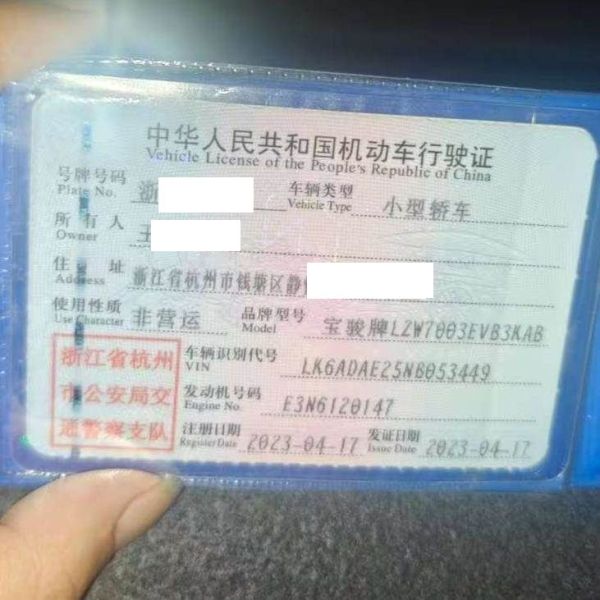 中华人民共和国机动车行驶证
Vehicle License of the People's Republic of China
号牌号码 浙 车辆类型 小型轿车
Plate No. Vehicle Type
所有人
Owner
住址 浙江省杭州市钱塘区静
Address
使用性质 非营运 品牌型号 宝骏牌LZW7003EVB3KAB
Use Character Model
浙江省杭州 车辆识别代号 LK6ADAE25NB053449
VIN
市公安局交 发动机号码 E3N6120147
Engine No.
通警察支队 注册日期 2023-04-17 发证日期 2023-04-17
Register Date Issue Date